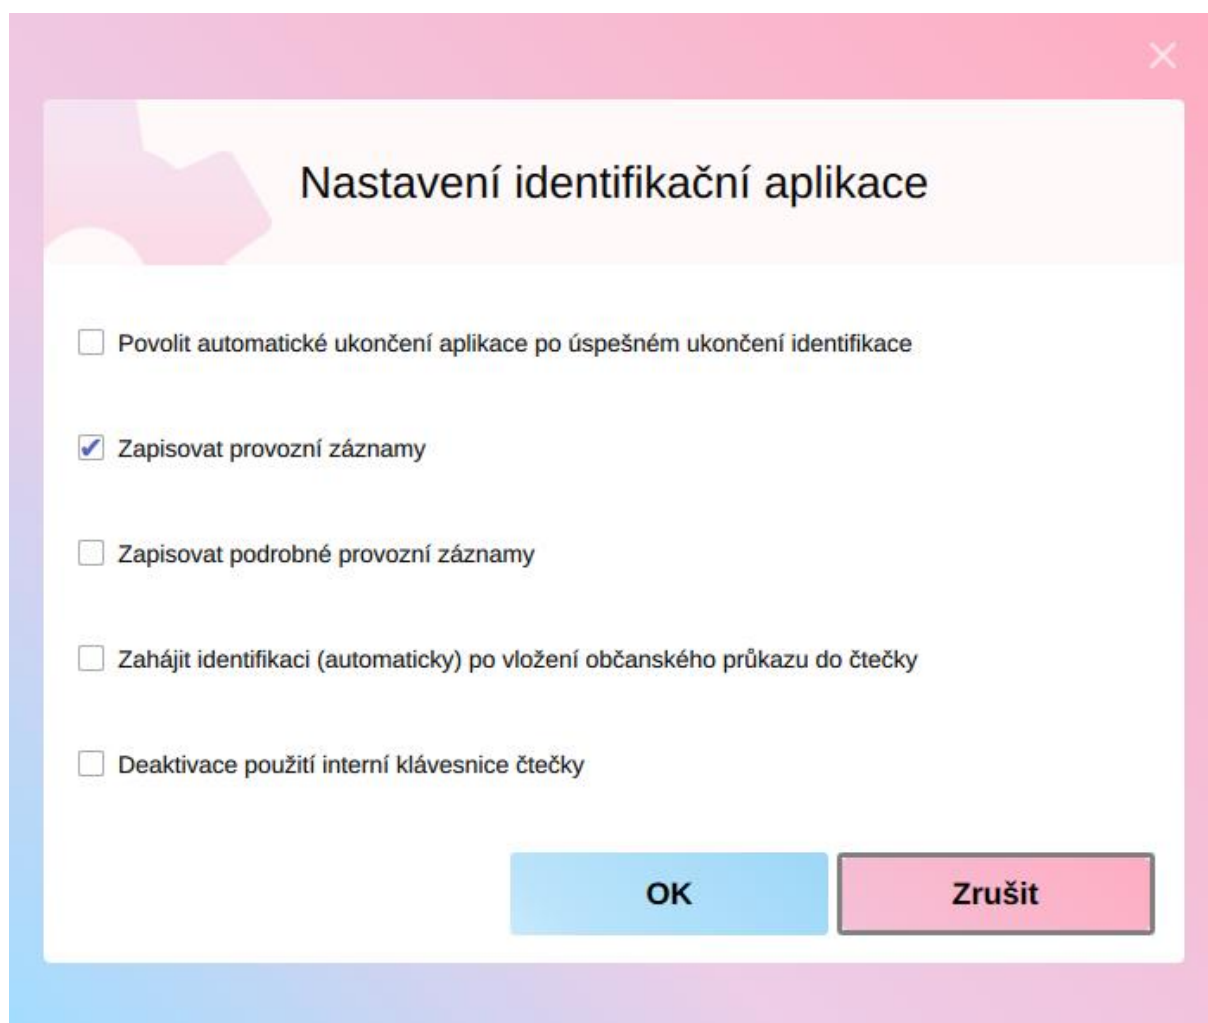 Nastavení identifikační aplikace
Povolit automatické ukončení aplikace po úspešném ukončení identifikace
Zapisovat provozní záznamy
Zapisovat podrobné provozní záznamy
Zahájit identifikaci (automaticky) po vložení občanského průkazu do čtečky
Deaktivace použití interní klávesnice čtečky
OK
Zrušit